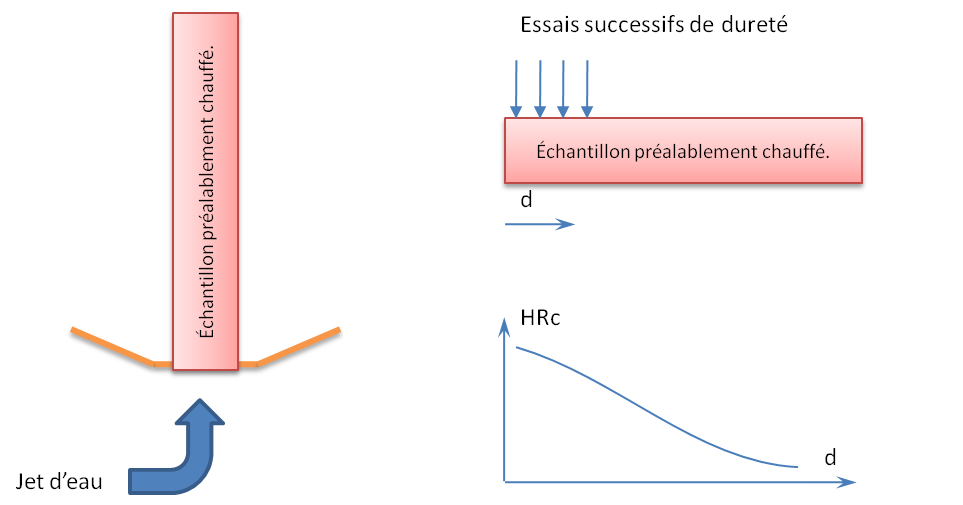 Échantillon préalablement chauffé.
Jet d’eau
Essais successifs de dureté
Échantillon préalablement chauffé.
d
HRc
d